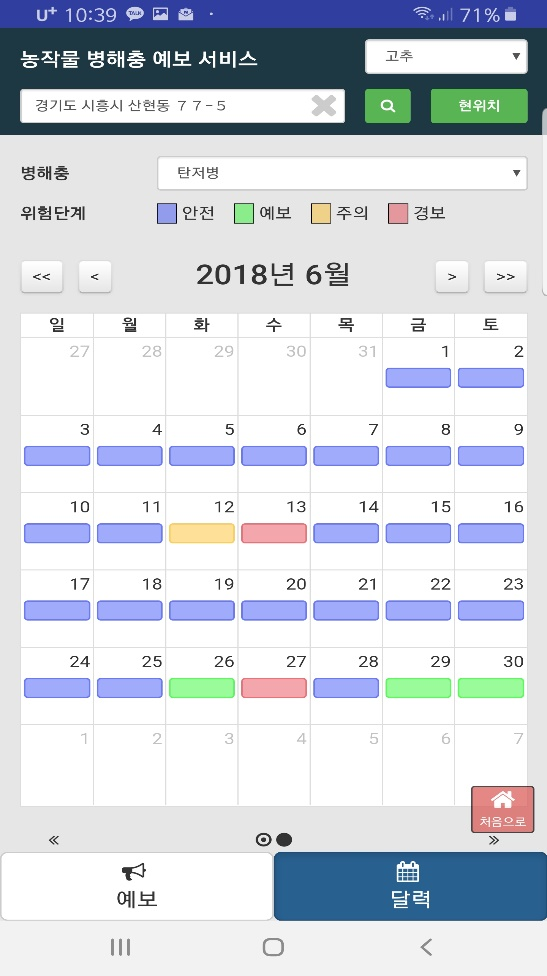 U+ 10:39 TALK 71%
농작물 병해충 예보 서비스 고추
경기도 시흥시 산현동 7 7 - 5 현위치
병해충 탄저병
위험단계 안전 예보 주의 경보
<< < 2018년 6월 > >>
일 월 화 수 목 금 토
27 28 29 30 31 1 2
3 4 5 6 7 8 9
10 11 12 13 14 15 16
17 18 19 20 21 22 23
24 25 26 27 28 29 30
1 2 3 4 5 6 7
처음으로
« »
예보 달력